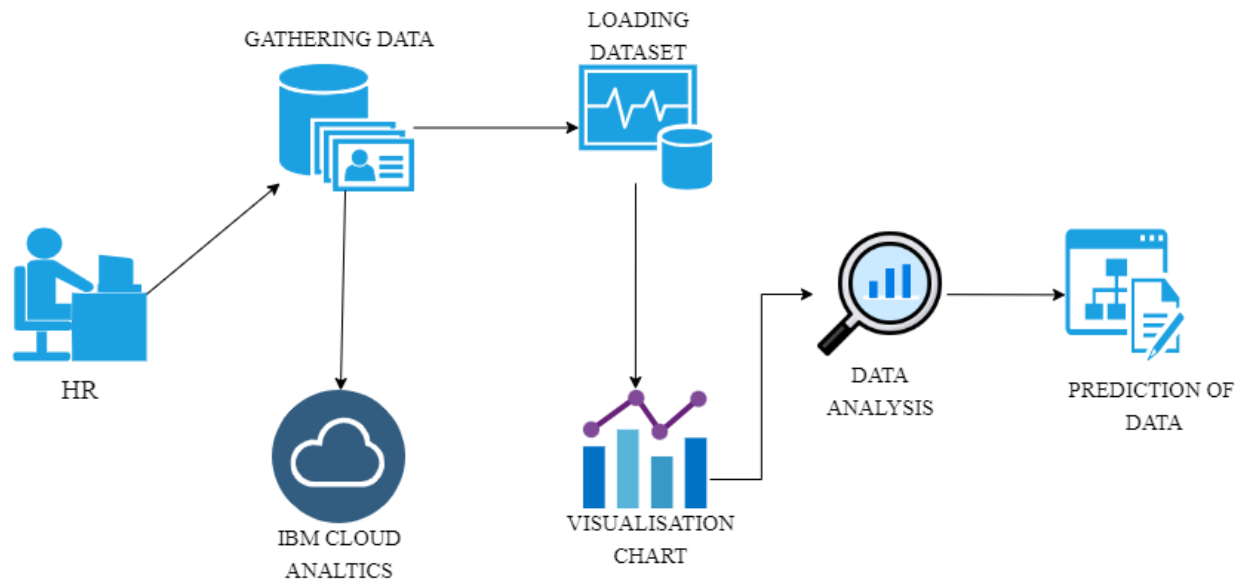 GATHERING DATA
LOADING
DATASET
HR
IBM CLOUD
ANALTICS
VISUALISATION
CHART
DATA
ANALYSIS
PREDICTION OF
DATA